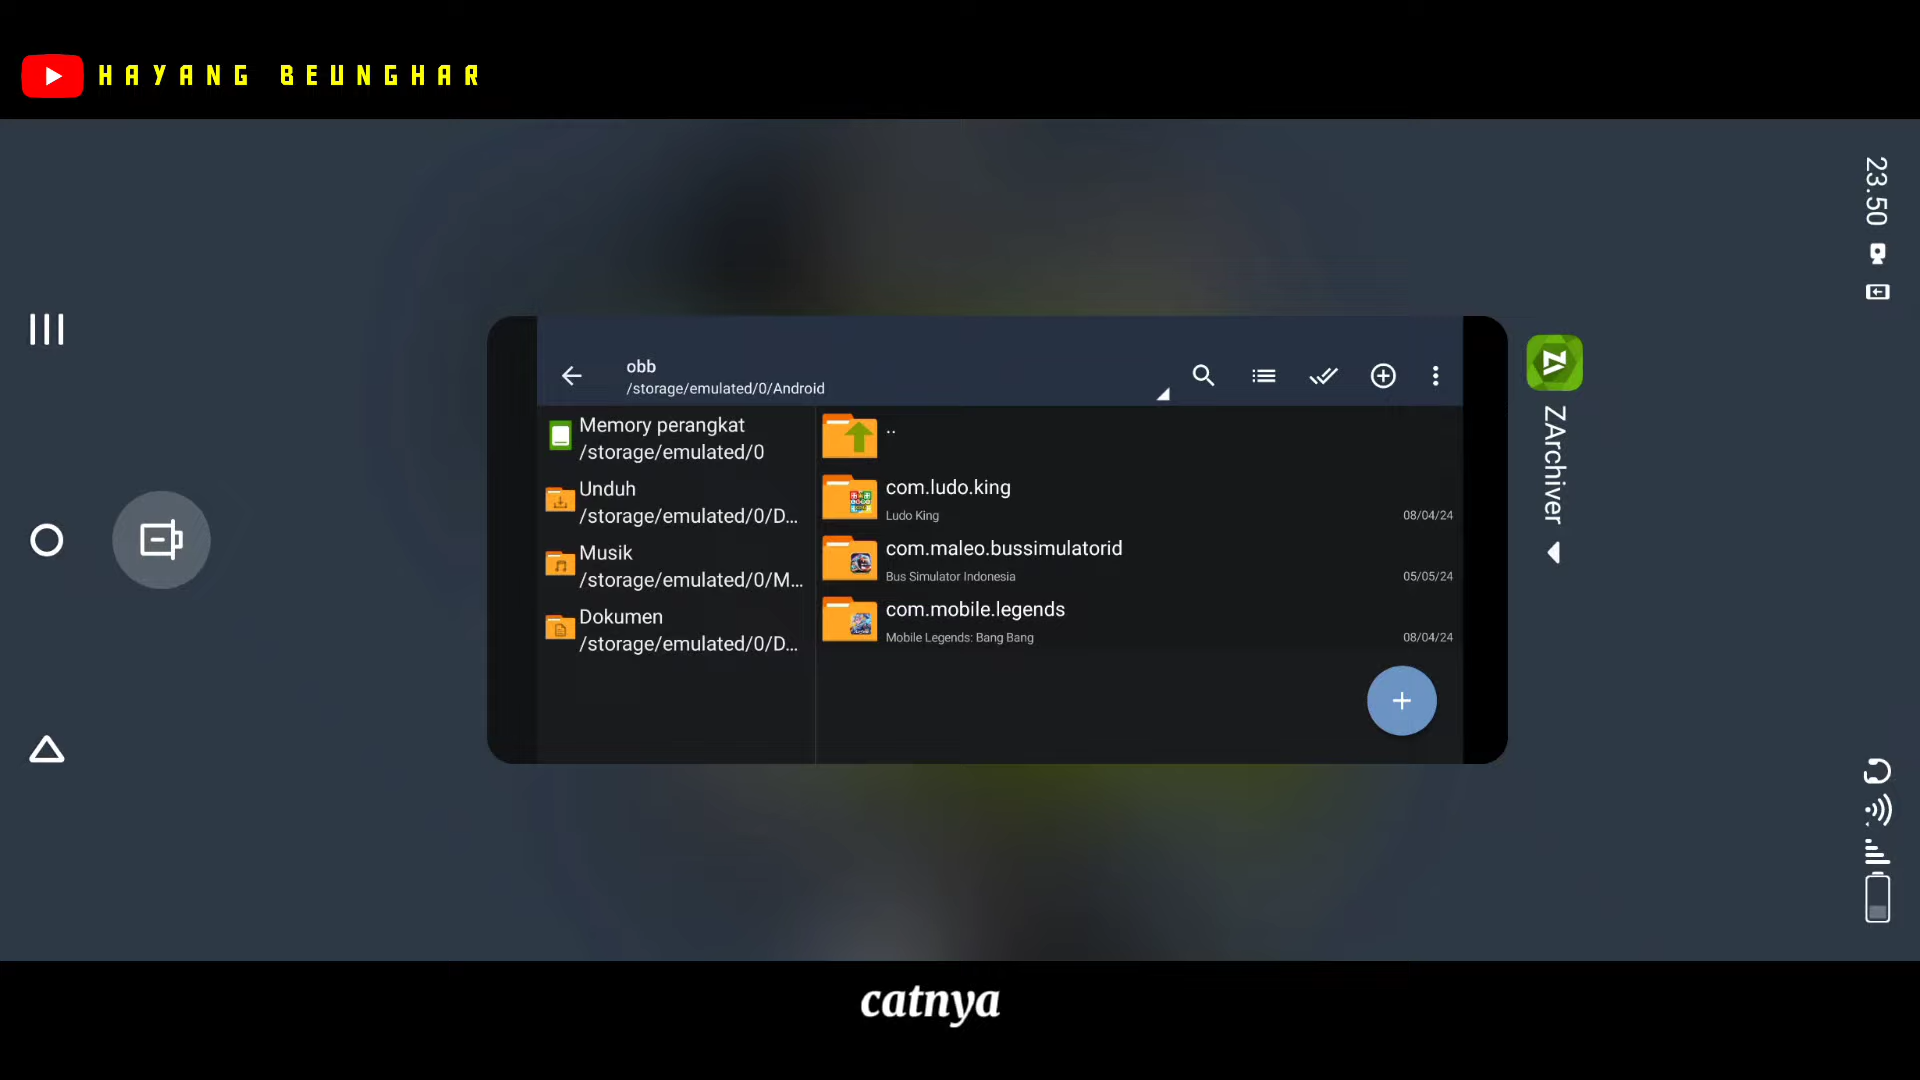 HAYANG BEUNGHAR
23.50
obb
/storage/emulated/0/Android
Memory perangkat
/storage/emulated/0
Unduh
/storage/emulated/0/D...
Musik
/storage/emulated/0/M...
Dokumen
/storage/emulated/0/D...
..
com.ludo.king
Ludo King
08/04/24
com.maleo.bussimulatorid
Bus Simulator Indonesia
05/05/24
com.mobile.legends
Mobile Legends: Bang Bang
08/04/24
ZArchiver
catnya